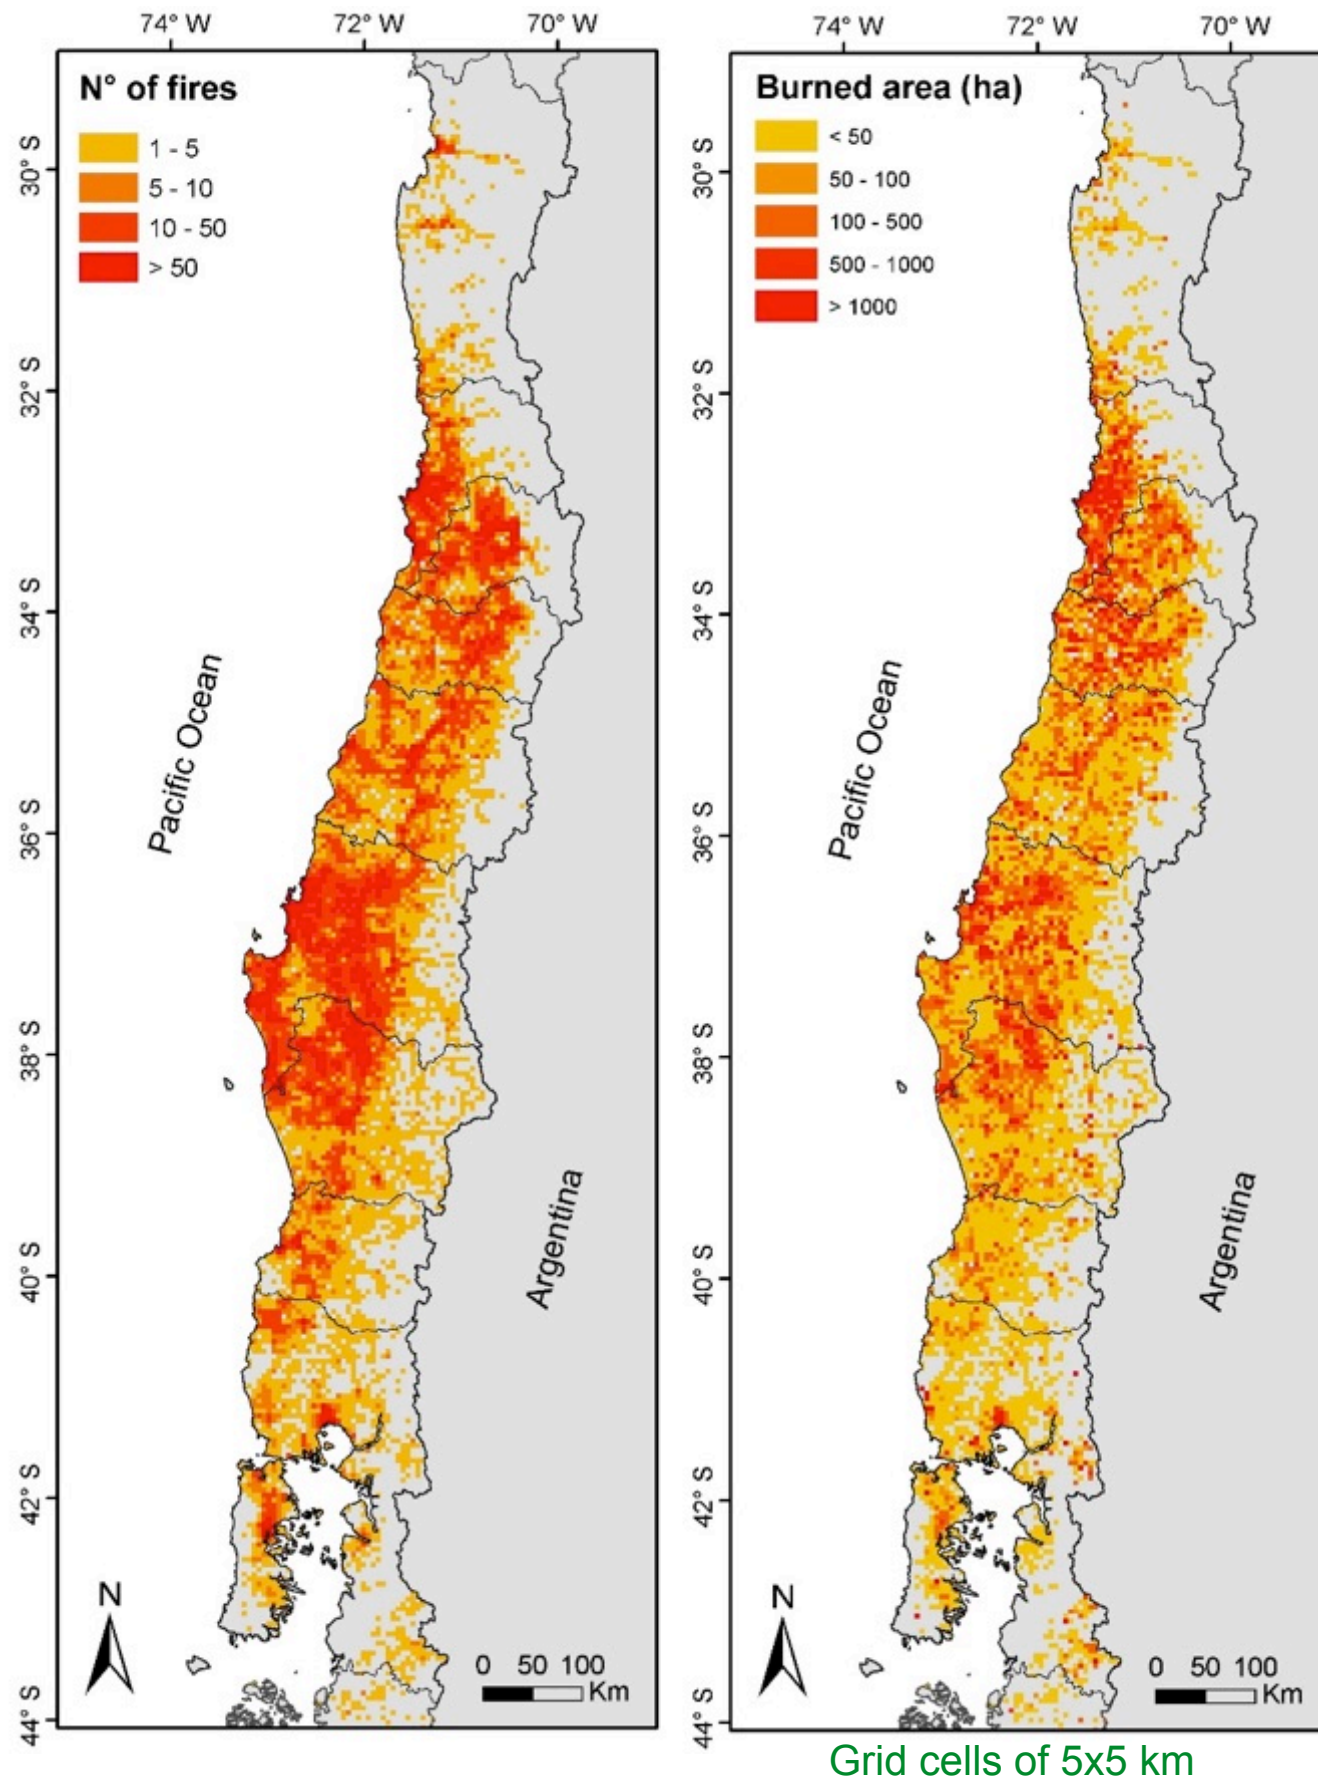 74° W 72° W 70° W
N° of fires
1 - 5
5 - 10
10 - 50
> 50
30° S
32° S
34° S
36° S
38° S
40° S
42° S
44° S
Pacific Ocean
Argentina
N
0 50 100
Km
74° W 72° W 70° W
Burned area (ha)
< 50
50 - 100
100 - 500
500 - 1000
> 1000
30° S
32° S
34° S
36° S
38° S
40° S
42° S
44° S
Pacific Ocean
Argentina
N
0 50 100
Km
Grid cells of 5x5 km